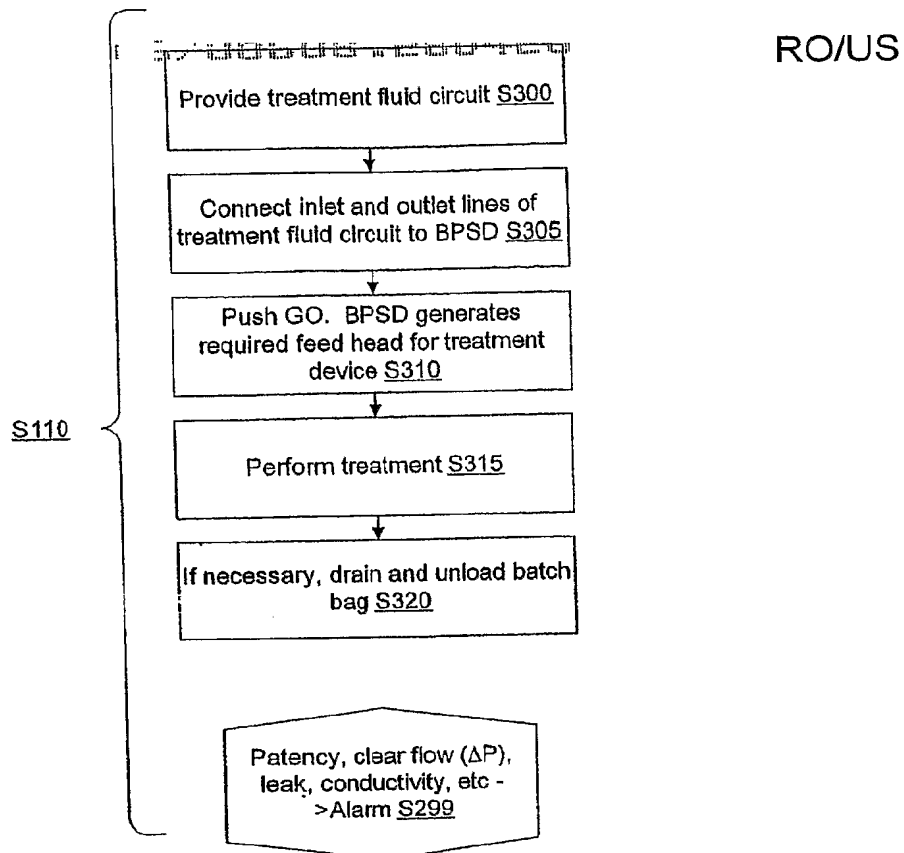 RO/US
Provide treatment fluid circuit S300
Connect inlet and outlet lines of
treatment fluid circuit to BPSD S305
Push GO. BPSD generates
required feed head for treatment
device S310
S110
Perform treatment S315
If necessary, drain and unload batch
bag S320
Patency, clear flow (ΔP),
leak, conductivity, etc -
>Alarm S299